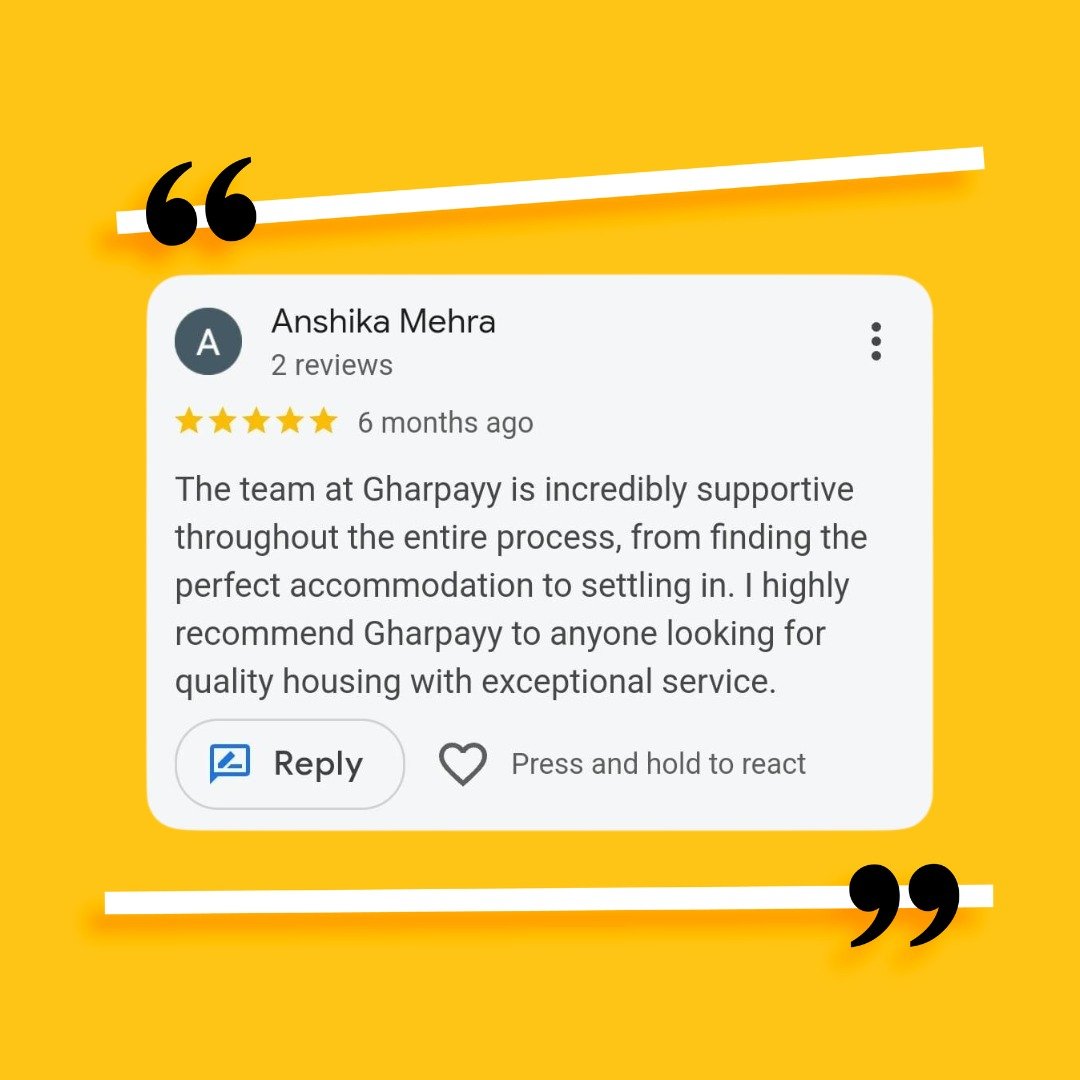 “
A
Anshika Mehra
2 reviews
6 months ago
The team at Gharpayy is incredibly supportive
throughout the entire process, from finding the
perfect accommodation to settling in. I highly
recommend Gharpayy to anyone looking for
quality housing with exceptional service.
Reply
Press and hold to react
”